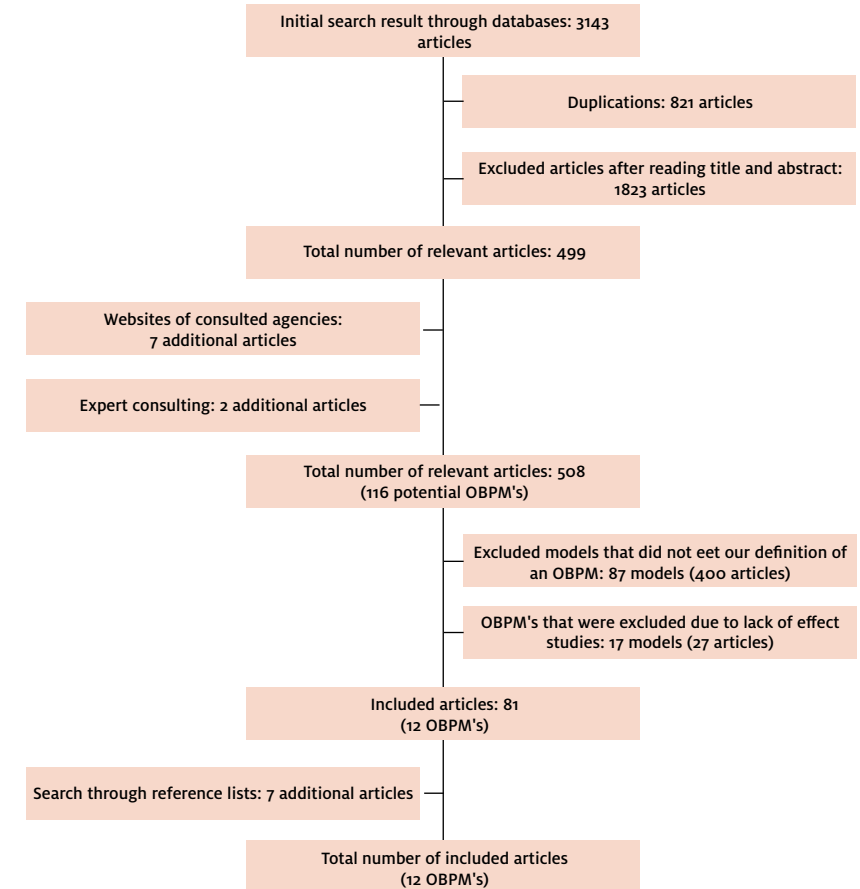 Initial search result through databases: 3143
articles
Duplications: 821 articles
Excluded articles after reading title and abstract:
1823 articles
Total number of relevant articles: 499
Websites of consulted agencies:
7 additional articles
Expert consulting: 2 additional articles
Total number of relevant articles: 508
(116 potential OBPM's)
Excluded models that did not eet our definition of
an OBPM: 87 models (400 articles)
OBPM's that were excluded due to lack of effect
studies: 17 models (27 articles)
Included articles: 81
(12 OBPM's)
Search through reference lists: 7 additional articles
Total number of included articles
(12 OBPM's)